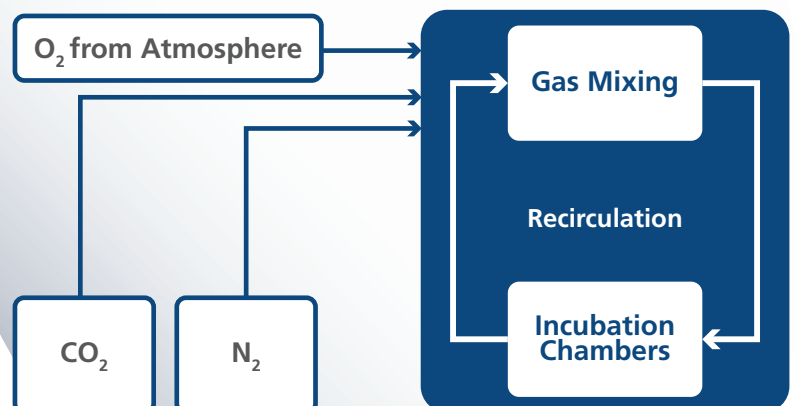 O₂ from Atmosphere
Gas Mixing
Recirculation
Incubation
Chambers
CO₂
N₂